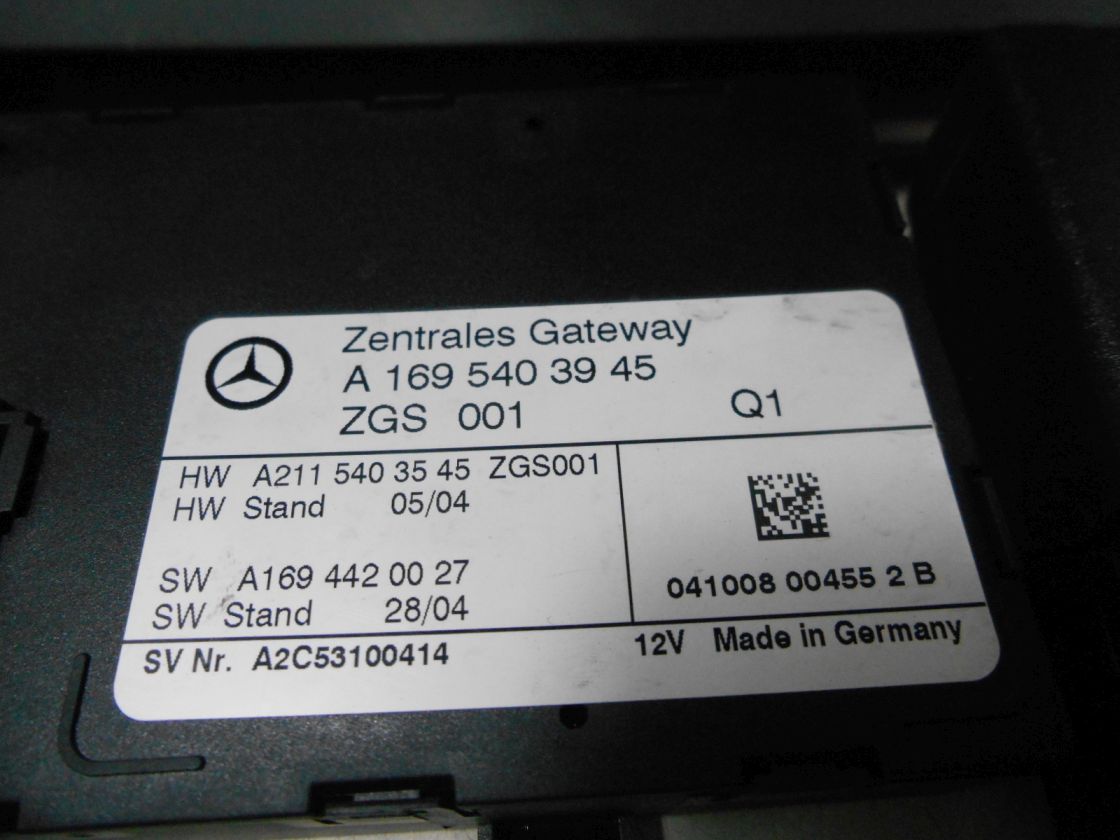 Zentrales Gateway
A 169 540 39 45
ZGS 001
Q1
HW A211 540 35 45 ZGS001
HW Stand 05/04
SW A169 442 00 27
SW Stand 28/04
041008 00455 2 B
SV Nr. A2C53100414
12V Made in Germany